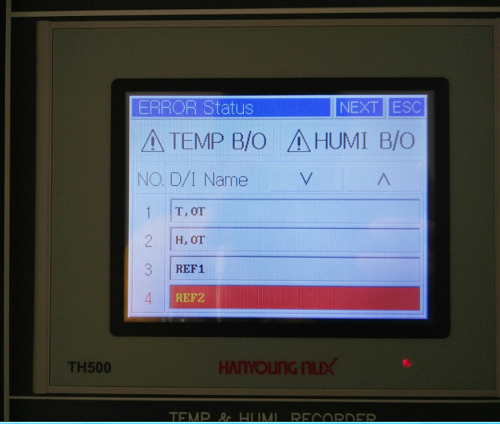 ERROR Status NEXT ESC
TEMP B/O HUMI B/O
NO. D/I Name
1 T,OT
2 H,OT
3 REF1
4 REF2
TH500 HANYOUNG NUX
TEMP & HUMI RECORDER